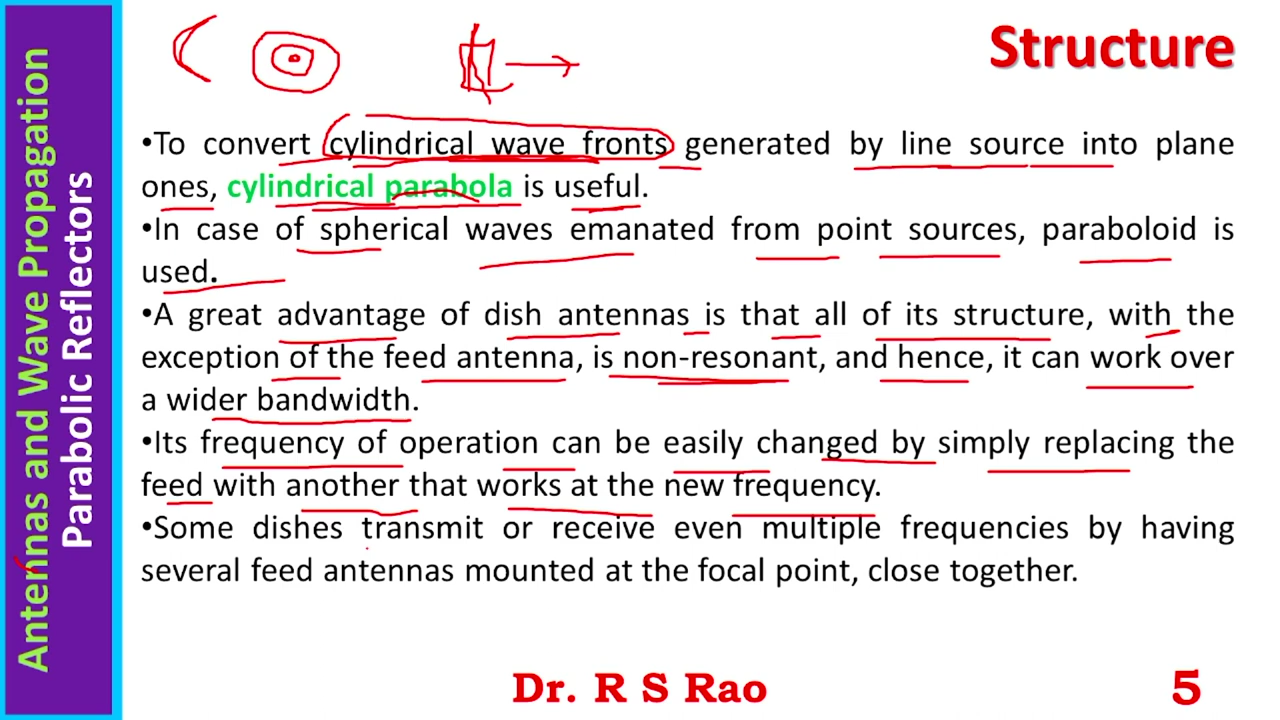 Antennas and Wave Propagation
Parabolic Reflectors
Structure
•To convert cylindrical wave fronts generated by line source into plane
ones, cylindrical parabola is useful.
•In case of spherical waves emanated from point sources, paraboloid is
used.
•A great advantage of dish antennas is that all of its structure, with the
exception of the feed antenna, is non-resonant, and hence, it can work over
a wider bandwidth.
•Its frequency of operation can be easily changed by simply replacing the
feed with another that works at the new frequency.
•Some dishes transmit or receive even multiple frequencies by having
several feed antennas mounted at the focal point, close together.
Dr. R S Rao
5